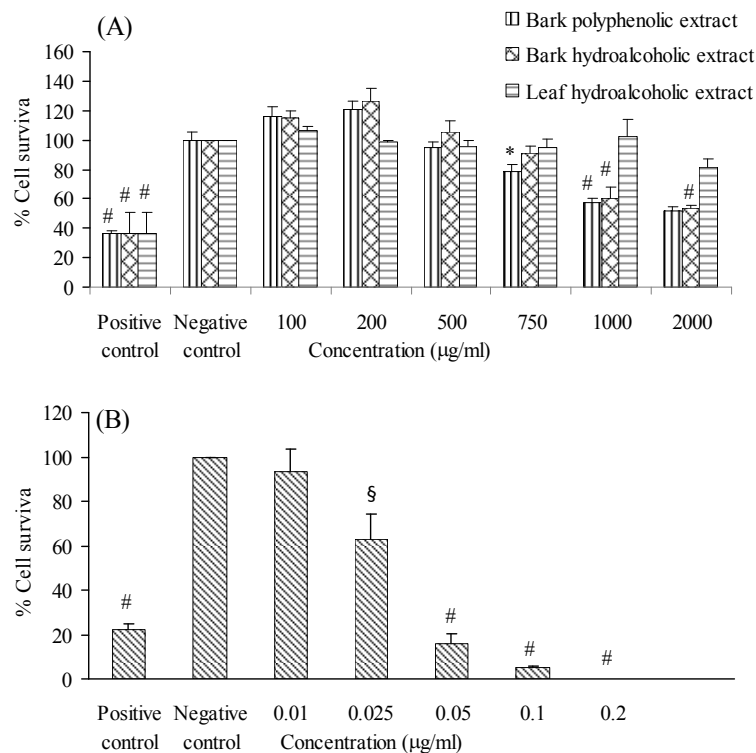 (A)
Bark polyphenolic extract
Bark hydroalcoholic extract
Leaf hydroalcoholic extract
160
140
120
100
80
60
40
20
0
% Cell surviva
# # #
*
# #
#
Positive control
Negative control
100
200
500
750
1000
2000
Concentration (μg/ml)
(B)
120
100
80
60
40
20
0
% Cell surviva
#
§
#
#
#
Positive control
Negative control
0.01
0.025
0.05
0.1
0.2
Concentration (μg/ml)